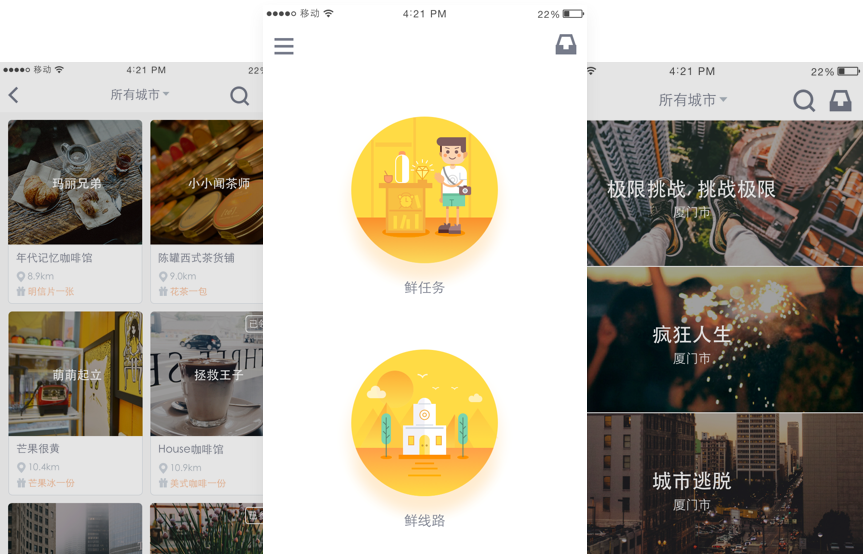 移动
4:21 PM
22%
所有城市
玛丽兄弟
年代记忆咖啡馆
8.9km
明信片一张
小小闻茶师
陈罐西式茶货铺
9.0km
花茶一包
萌萌起立
芒果很黄
10.4km
芒果冰一份
拯救王子
House咖啡馆
10.9km
美式咖啡一份
移动
4:21 PM
22%
鲜任务
鲜线路
4:21 PM
22%
所有城市
极限挑战,挑战极限
厦门市
疯狂人生
厦门市
城市逃脱
厦门市